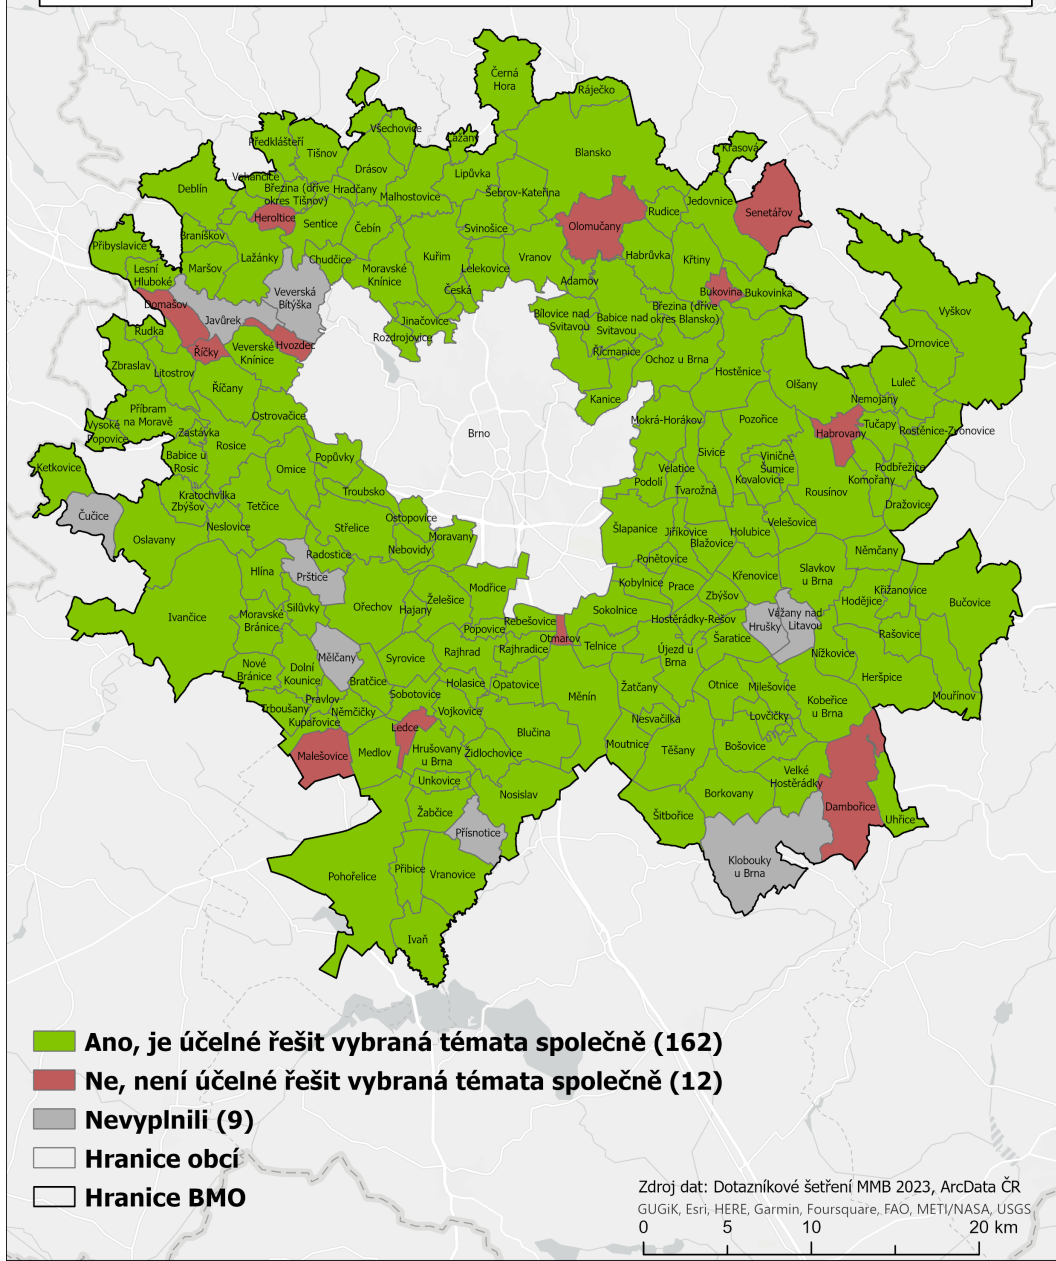 Černá
Hora
Ráječko
Všechovice
Lažany
Krasová
Předklášteří
Tišnov
Blansko
Drásov
Lipůvka
Vohančice
Deblín
Březina (dříve
okres Tišnov)
Hradčany
Malhostovice
Šebrov-Kateřina
Jedovnice
Rudice
Senetářov
Heroltice
Sentice
Čebín
Svinošice
Olomučany
Braníškov
Přibyslavice
Lažánky
Chudčice
Kuřim
Vranov
Habrůvka
Křtiny
Lesní
Hluboké
Maršov
Moravské
Knínice
Lelekovice
Adamov
Veverská
Bítýška
Česká
Bukovina
Bukovinka
Domašov
Javůrek
Jinačovice
Bílovice nad
Svitavou
Babice nad
Svitavou
Březina (dříve
okres Blansko)
Vyškov
Rudka
Rozdrojovice
Říčky
Veverské
Knínice
Hvozdec
Řícmanice
Ochoz u Brna
Drnovice
Zbraslav
Litostrov
Hostěnice
Olšany
Luleč
Říčany
Kanice
Nemojany
Příbram
na Moravě
Ostrovačice
Mokrá-Horákov
Pozořice
Tučapy
Vysoké
Popovice
Zastávka
Brno
Habrovany
Rostěnice-Zvonovice
Rosice
Babice u
Rosic
Popůvky
Sivice
Viničné
Šumice
Ketkovice
Omice
Velatice
Podbřežice
Kovalovice
Komořany
Podolí
Tvarožná
Rousínov
Troubsko
Kratochvilka
Zbýšov
Tetčice
Dražovice
Čučice
Ostopovice
Neslovice
Střelice
Šlapanice
Jiříkovice
Holubice
Velešovice
Oslavany
Moravany
Blažovice
Radostice
Nebovidy
Ponětovice
Němčany
Hlína
Prštice
Křenovice
Slavkov
u Brna
Modřice
Kobylnice
Prace
Zbýšov
Křižanovice
Hodějice
Bučovice
Ivančice
Silůvky
Ořechov
Hajany
Želešice
Sokolnice
Moravské
Bránice
Rebešovice
Hostěrádky-Rešov
Hrušky
Vážany nad
Litavou
Popovice
Otmarov
Telnice
Šaratice
Rašovice
Rajhrad
Rajhradice
Újezd u
Brna
Nížkovice
Mělčany
Syrovice
Nové
Bránice
Dolní
Kounice
Bratčice
Holasice
Opatovice
Žatčany
Otnice
Milešovice
Heršpice
Sobotovice
Měnín
Kobeřice
u Brna
Mouřínov
Pravlov
Trboušany
Němčičky
Vojkovice
Kupařovice
Ledce
Nesvačilka
Lovčičky
Blučina
Malešovice
Medlov
Hrušovany
u Brna
Židlochovice
Moutnice
Těšany
Bošovice
Unkovice
Velké
Hostěrádky
Nosislav
Borkovany
Dambořice
Žabčice
Šitbořice
Uhřice
Přísnotice
Klobouky
u Brna
Pohořelice
Přibice
Vranovice
Ivaň
Ano, je účelné řešit vybraná témata společně (162)
Ne, není účelné řešit vybraná témata společně (12)
Nevyplnili (9)
Hranice obcí
Hranice BMO
Zdroj dat: Dotazníkové šetření MMB 2023, ArcData ČR
GUGiK, Esri, HERE, Garmin, Foursquare, FAO, METI/NASA, USGS
0 5 10 20 km